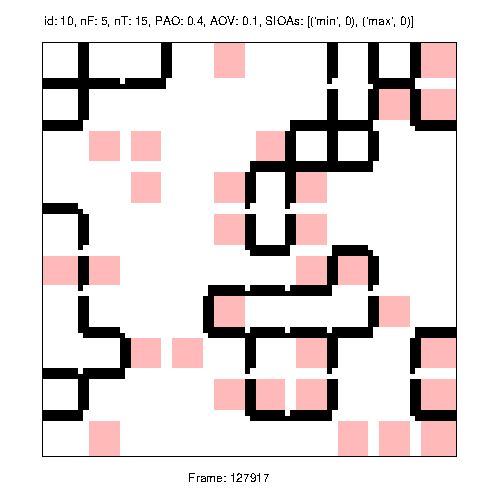 id: 10, nF: 5, nT: 15, PAO: 0.4, AOV: 0.1, SIOAs: [('min', 0), ('max', 0)]
Frame: 127917